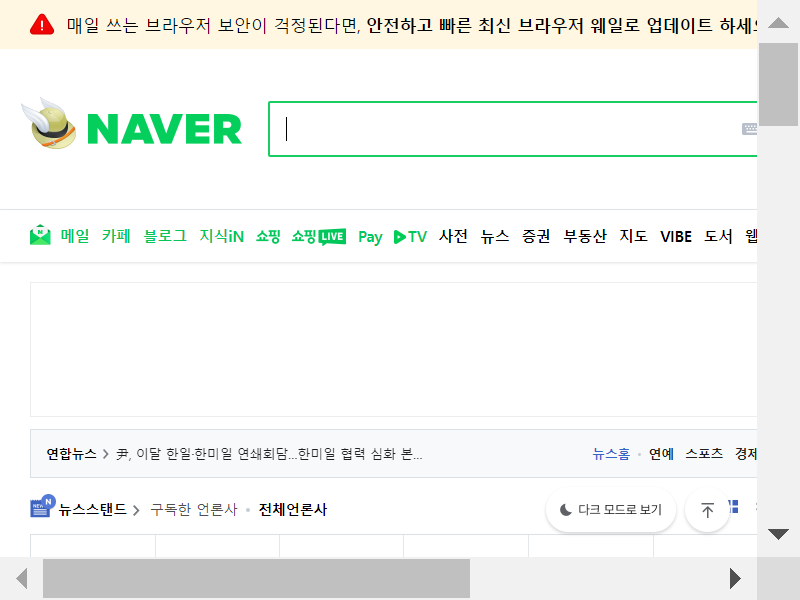 매일 쓰는 브라우저 보안이 걱정된다면, 안전하고 빠른 최신 브라우저 웨일로 업데이트 하세
NAVER
메일 카페 블로그 지식iN 쇼핑 쇼핑LIVE Pay TV 사전 뉴스 증권 부동산 지도 VIBE 도서 웹
연합뉴스 尹, 이달 한일·한미일 연쇄회담...한미일 협력 심화 본... 뉴스홈 연예 스포츠 경제
NEWS N 뉴스스탠드 구독한 언론사 전체언론사 다크 모드로 보기